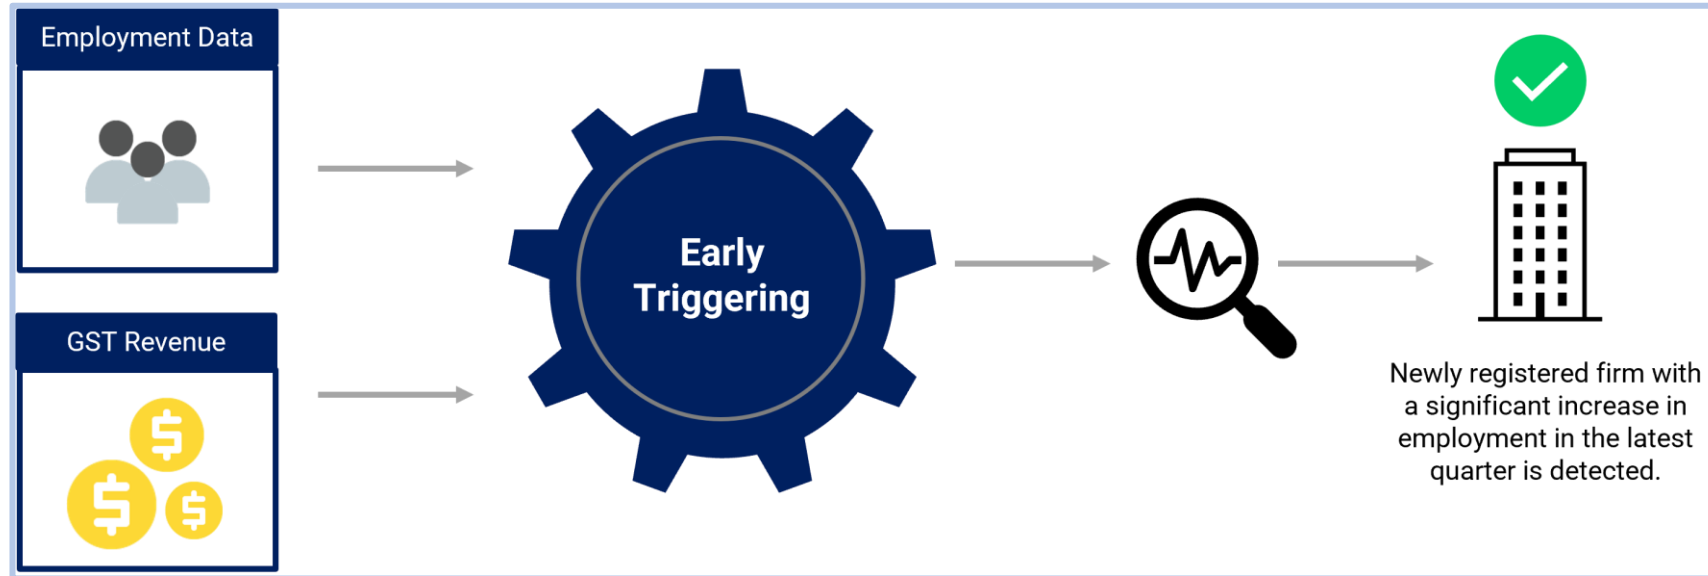 Employment Data
GST Revenue
$
$
$
Early
Triggering
Newly registered firm with
a significant increase in
employment in the latest
quarter is detected.